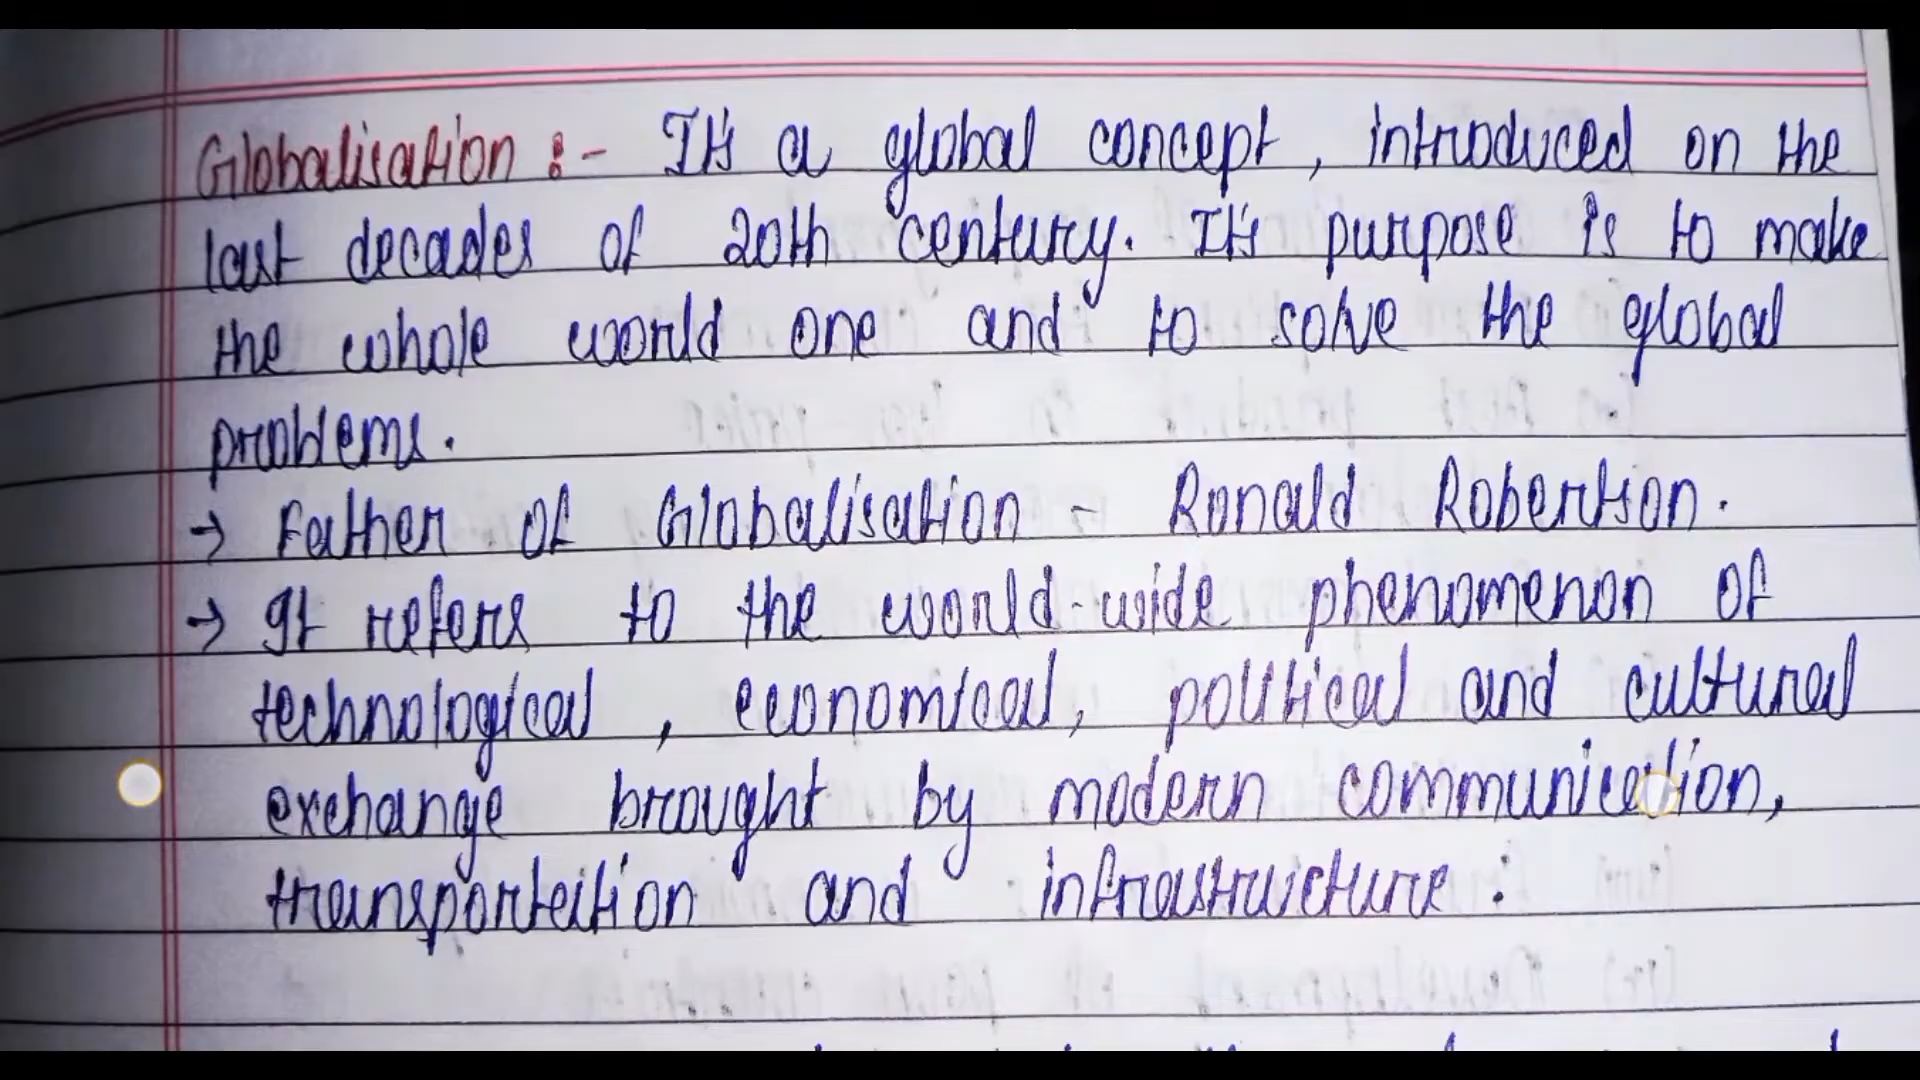 Globalisation :- It's a global concept, introduced on the
last decades of 20th century. It's purpose is to make
the whole world one and to solve the global
problems.
→ Father of Globalisation - Ronald Robertson.
→ It refers to the world-wide phenomenon of
technological, economical, political and cultural
exchange brought by modern communication,
transportation and infrastructure.